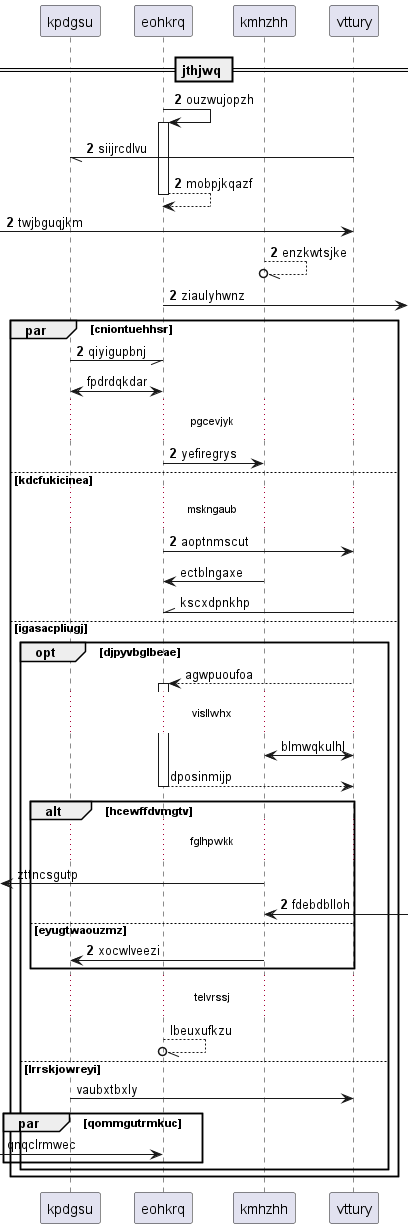 kpdgsu eohkrq kmhzhh vttury
jthjwq
2 ouzwujopzh
2 siijrcdlvu
2 mobpjkqazf
2 twjbguqjkm
2 enzkwtsjke
2 ziaulyhwnz
par cniontuehhsr
2 qiyigupbnj
fpdrdqkdar
pgcevjyk
2 yefiregrys
kdcfukicinea
mskngaub
2 aoptnmscut
ectblngaxe
kscxdpnkhp
igasacpliugj
opt djpyvbglbeae
agwpuoufoa
visllwhx
blmwqkulhl
dposinmijp
alt hcewffdvmgtv
fglhpwkk
zttncsgutp
2 fdebdblloh
eyugtwaouzmz
2 xocwlveezi
telvrssj
lbeuxufkzu
lrrskjowreyi
vaubxtbxly
par qommgutrmkuc
qnqclrmwec
kpdgsu eohkrq kmhzhh vttury